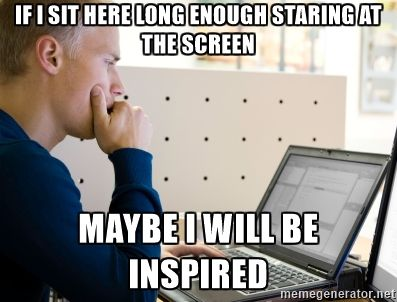 IF I SIT HERE LONG ENOUGH STARING AT
THE SCREEN
MAYBE I WILL BE
INSPIRED
memegenerator.net